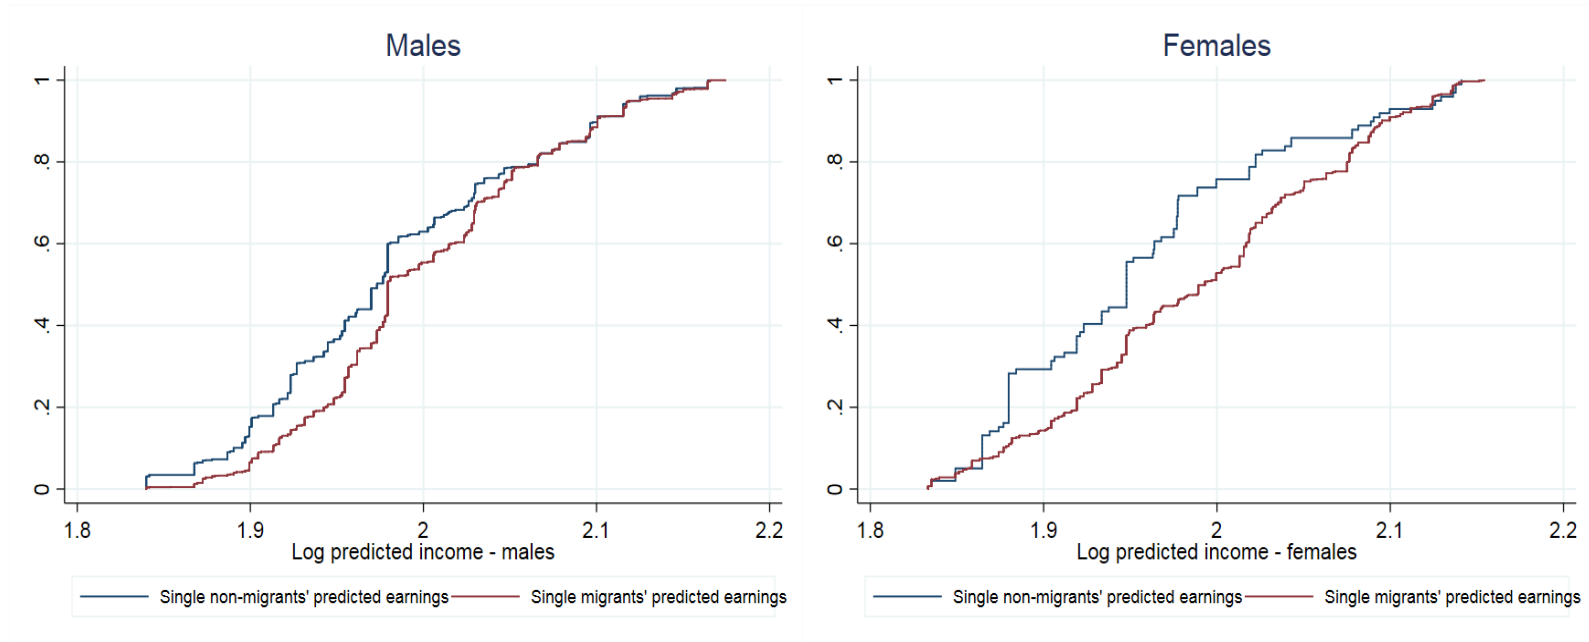 Males
1
.8
.6
.4
.2
0
1.8 1.9 2 2.1 2.2
Log predicted income - males
Single non-migrants' predicted earnings Single migrants' predicted earnings
Females
1
.8
.6
.4
.2
0
1.8 1.9 2 2.1 2.2
Log predicted income - females
Single non-migrants' predicted earnings Single migrants' predicted earnings